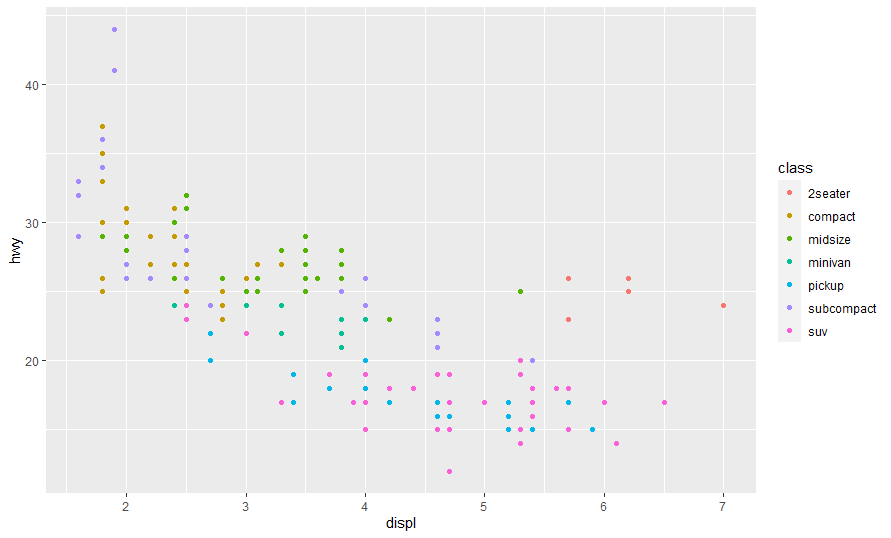 hwy
40
30
20
2
3
4
5
6
7
displ
class
2seater
compact
midsize
minivan
pickup
subcompact
suv